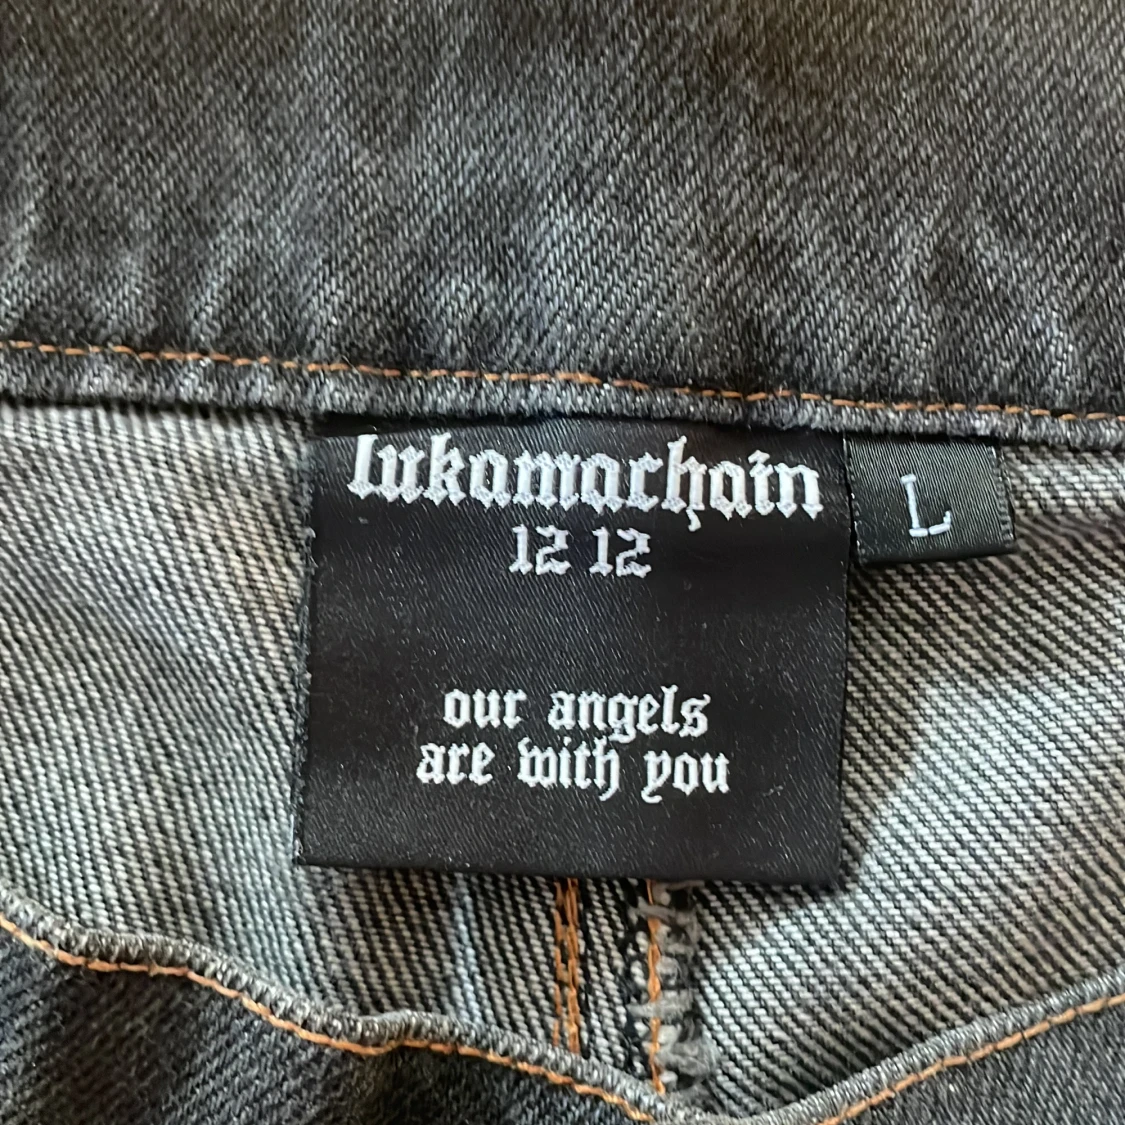 lukamachain
12 12
our angels
are with you
L